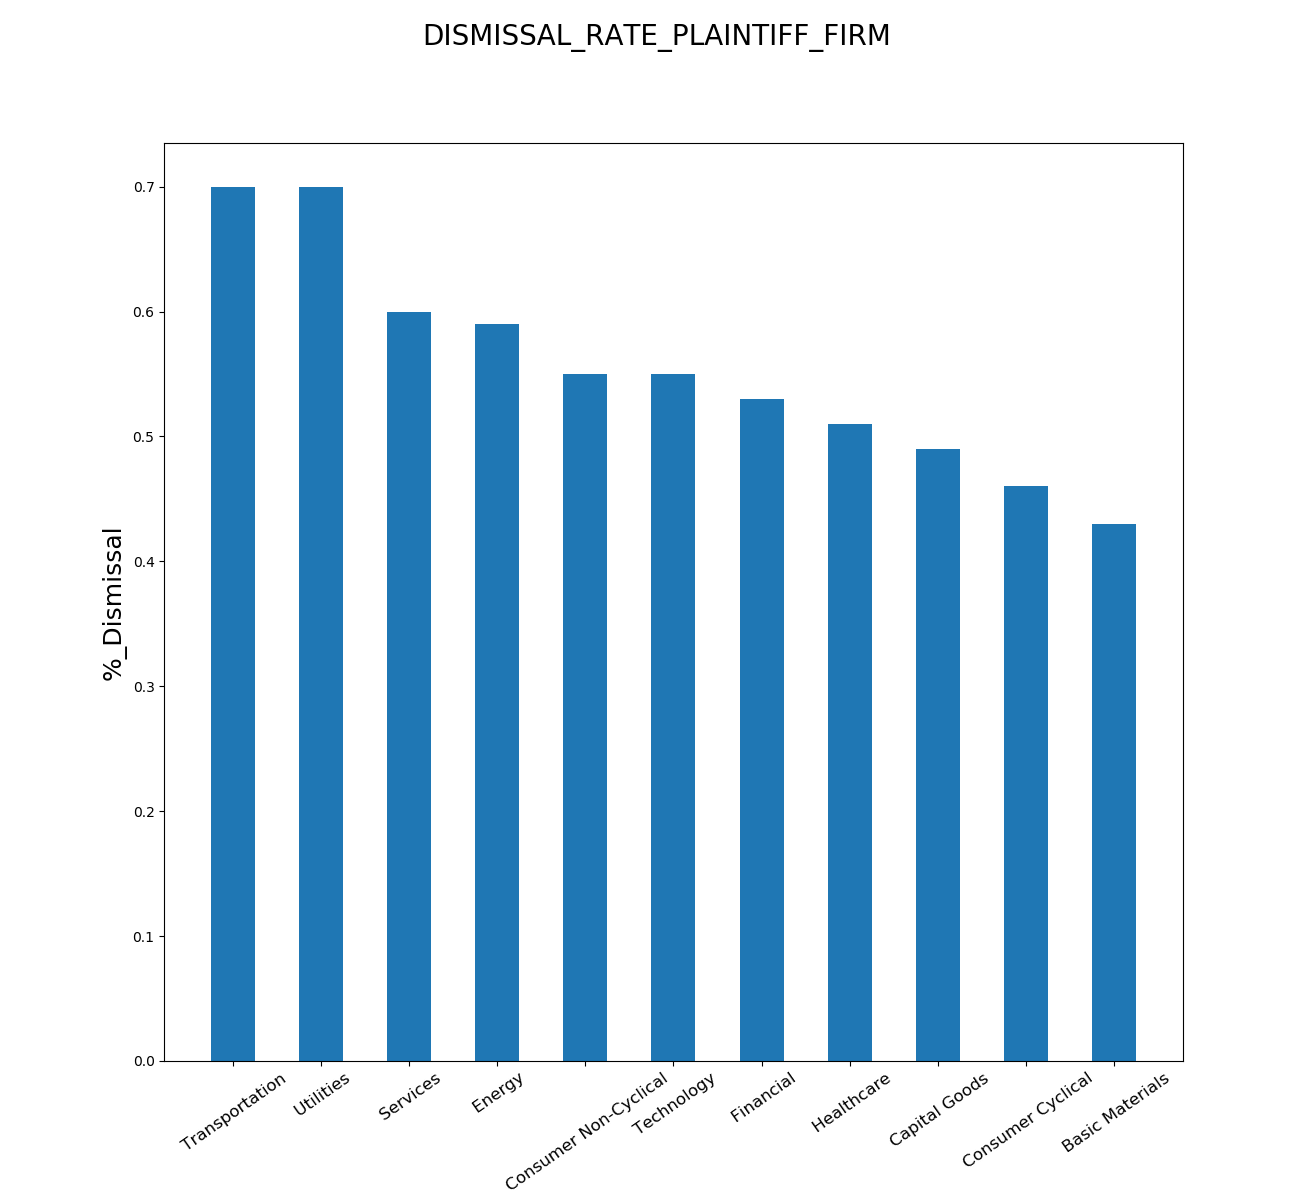 DISMISSAL_RATE_PLAINTIFF_FIRM
%_Dismissal
0.7
0.6
0.5
0.4
0.3
0.2
0.1
0.0
Transportation
Utilities
Services
Energy
Consumer Non-Cyclical
Technology
Financial
Healthcare
Capital Goods
Consumer Cyclical
Basic Materials